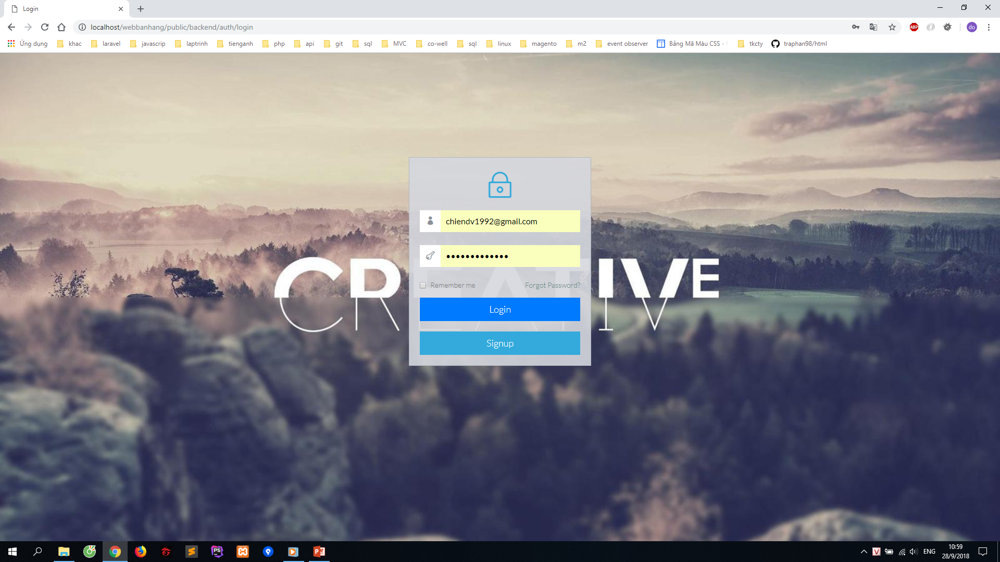 Login
localhost/webbanhang/public/backend/auth/login
ABP
do
Ứng dụng khac laravel javascrip laptrinh tienganh php api git sql MVC co-well sql linux magento m2 event observer Bảng Mã Màu CSS - tkcty traphan98/html
chiendv1992@gmail.com
•••••••••••••
Remember me Forgot Password?
CREATIVE
Login
Signup
PS
V
ENG
10:59
28/9/2018